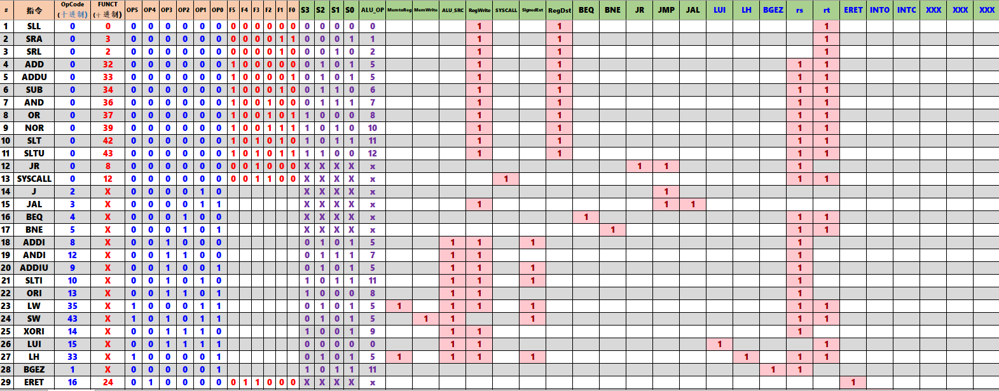 # 指令 OpCode (十进制) FUNCT (十进制) OP5 OP4 OP3 OP2 OP1 OP0 F5 F4 F3 F2 F1 F0 S3 S2 S1 S0 ALU_OP MemtoReg MemWrite ALU_SRC RegWrite SYSCALL SignedExt RegDst BEQ BNE JR JMP JAL LUI LH BGEZ rs rt ERET INTO INTC XXX XXX XXX
1 SLL 0 0 0 0 0 0 0 0 0 0 0 0 0 0 0 0 0 0 0 1 1 1
2 SRA 0 3 0 0 0 0 0 0 0 0 0 0 1 1 0 0 0 1 1 1 1 1
3 SRL 0 2 0 0 0 0 0 0 0 0 0 0 1 0 0 0 1 0 2 1 1 1
4 ADD 0 32 0 0 0 0 0 0 1 0 0 0 0 0 0 1 0 1 5 1 1 1 1
5 ADDU 0 33 0 0 0 0 0 0 1 0 0 0 0 1 0 1 0 1 5 1 1 1 1
6 SUB 0 34 0 0 0 0 0 0 1 0 0 0 1 0 0 1 1 0 6 1 1 1 1
7 AND 0 36 0 0 0 0 0 0 1 0 0 1 0 0 0 1 1 1 7 1 1 1 1
8 OR 0 37 0 0 0 0 0 0 1 0 0 1 0 1 1 0 0 0 8 1 1 1 1
9 NOR 0 39 0 0 0 0 0 0 1 0 0 1 1 1 1 0 1 0 10 1 1 1 1
10 SLT 0 42 0 0 0 0 0 0 1 0 1 0 1 0 1 0 1 1 11 1 1 1 1
11 SLTU 0 43 0 0 0 0 0 0 1 0 1 0 1 1 1 1 0 0 12 1 1 1 1
12 JR 0 8 0 0 0 0 0 0 0 0 1 0 0 0 X X X X x 1 1 1
13 SYSCALL 0 12 0 0 0 0 0 0 0 0 1 1 0 0 X X X X x 1 1 1
14 J 2 X 0 0 0 0 1 0 X X X X x 1
15 JAL 3 X 0 0 0 0 1 1 X X X X x 1 1 1
16 BEQ 4 X 0 0 0 1 0 0 X X X X x 1 1 1
17 BNE 5 X 0 0 0 1 0 1 X X X X x 1 1 1
18 ADDI 8 X 0 0 1 0 0 0 0 1 0 1 5 1 1 1 1
19 ANDI 12 X 0 0 1 1 0 0 0 1 1 1 7 1 1 1
20 ADDIU 9 X 0 0 1 0 0 1 0 1 0 1 5 1 1 1 1
21 SLTI 10 X 0 0 1 0 1 0 1 0 1 1 11 1 1 1 1
22 ORI 13 X 0 0 1 1 0 1 1 0 0 0 8 1 1 1
23 LW 35 X 1 0 0 0 1 1 0 1 0 1 5 1 1 1 1 1 1
24 SW 43 X 1 0 1 0 1 1 0 1 0 1 5 1 1 1 1 1
25 XORI 14 X 0 0 1 1 1 0 1 0 0 1 9 1 1 1
26 LUI 15 X 0 0 1 1 1 1 0 0 0 0 0 1 1 1 1
27 LH 33 X 1 0 0 0 0 1 0 1 0 1 5 1 1 1 1 1 1 1
28 BGEZ 1 X 0 0 0 0 0 1 1 0 1 1 11 1 1
29 ERET 16 24 0 1 0 0 0 0 0 1 1 0 0 0 X X X X x 1